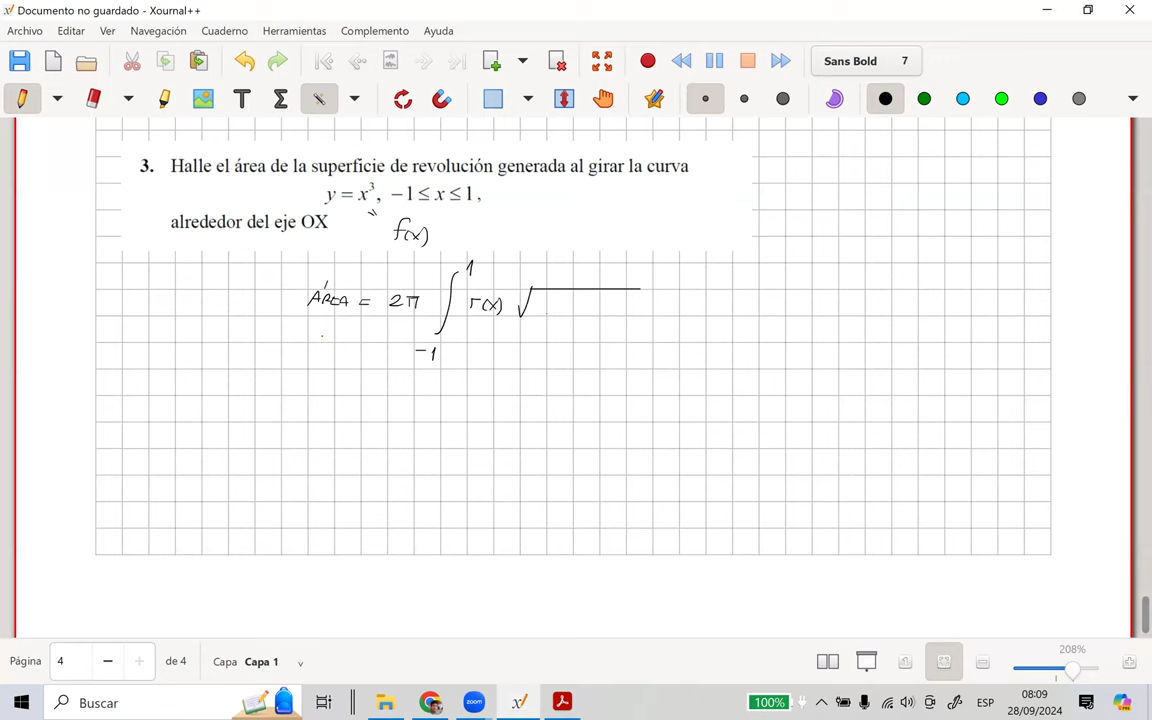 Documento no guardado - Xournal++
Archivo Editar Ver Navegación Cuaderno Herramientas Complemento Ayuda
Sans Bold 7
3. Halle el área de la superficie de revolución generada al girar la curva
y = x³, −1 ≤ x ≤ 1,
alrededor del eje OX
f(x)
ÁREA = 2π ∫₋₁¹ r(x) √
Página 4 de 4 Capa Capa 1 208%
Buscar 100% ESP 08:09
28/09/2024